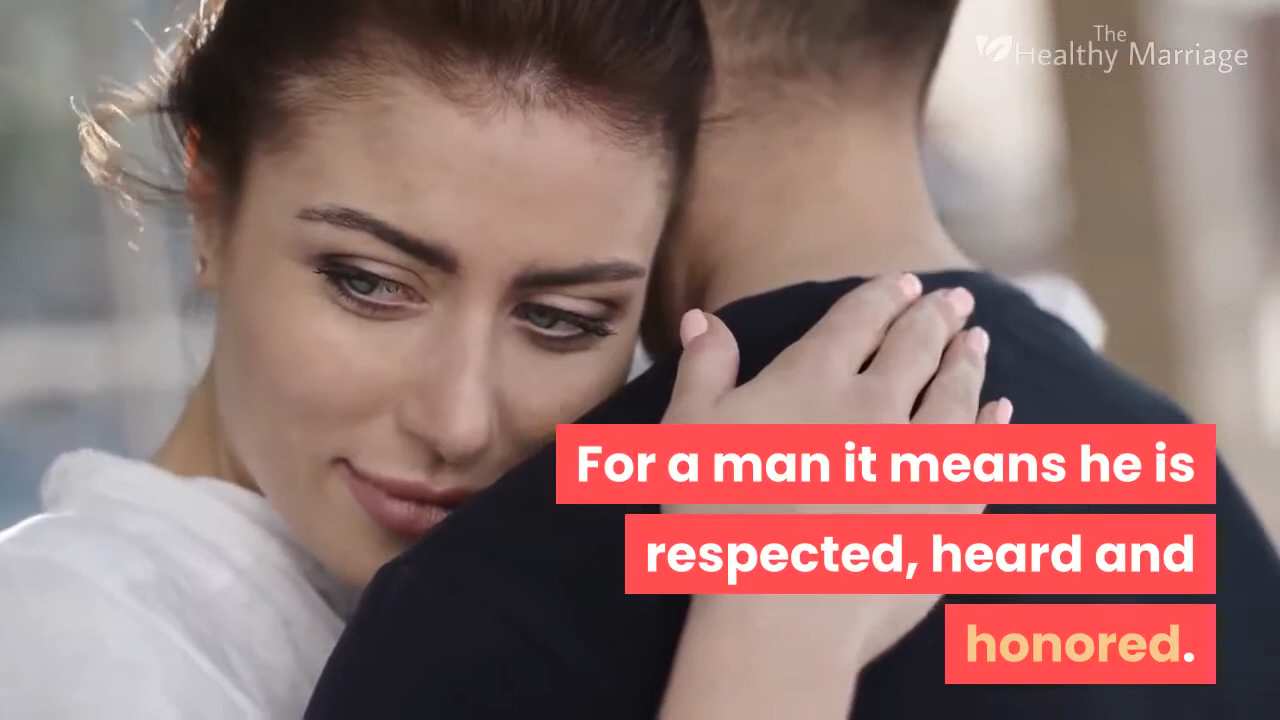 The
Healthy Marriage
For a man it means he is
respected, heard and
honored.